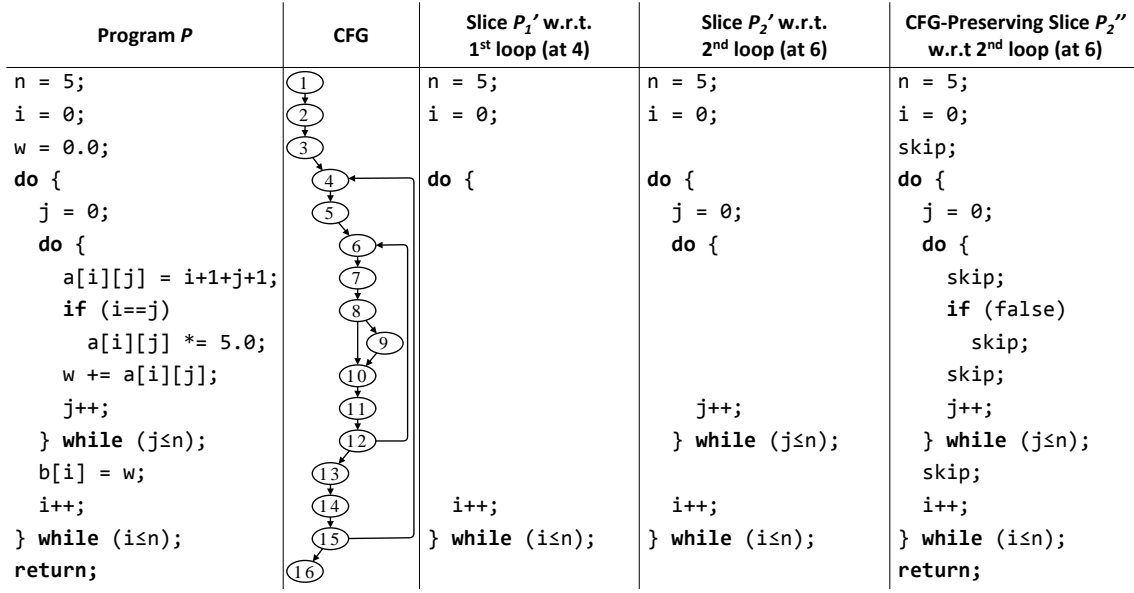 Program P | CFG | Slice P₁′ w.r.t. 1st loop (at 4) | Slice P₂′ w.r.t. 2nd loop (at 6) | CFG-Preserving Slice P₂″ w.r.t 2nd loop (at 6)
n = 5; | 1 | n = 5; | n = 5; | n = 5;
i = 0; | 2 | i = 0; | i = 0; | i = 0;
w = 0.0; | 3 | | | skip;
do { | 4 | do { | do { | do {
j = 0; | 5 | | j = 0; | j = 0;
do { | 6 | | do { | do {
a[i][j] = i+1+j+1; | 7 | | | skip;
if (i==j) | 8 | | | if (false)
a[i][j] *= 5.0; | 9 | | | skip;
w += a[i][j]; | 10 | | | skip;
j++; | 11 | | j++; | j++;
} while (j≤n); | 12 | | } while (j≤n); | } while (j≤n);
b[i] = w; | 13 | | | skip;
i++; | 14 | i++; | i++; | i++;
} while (i≤n); | 15 | } while (i≤n); | } while (i≤n); | } while (i≤n);
return; | 16 | | | return;